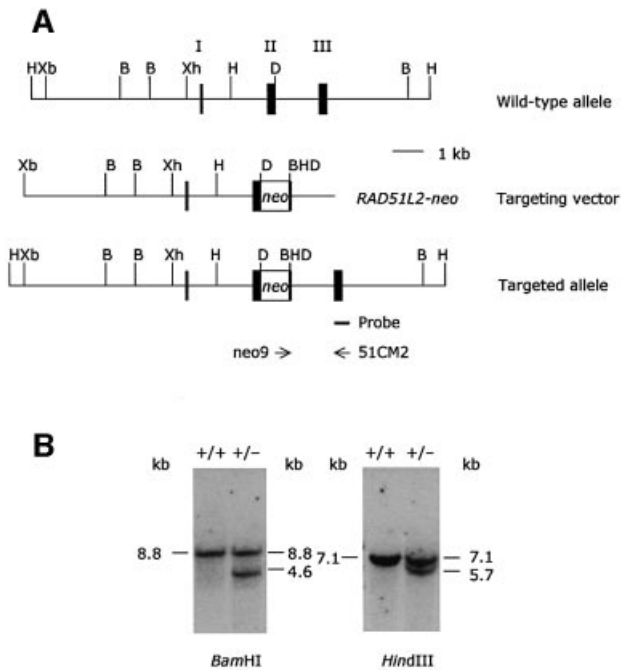 A
I II III
HXb B B Xh H D B H
Wild-type allele
1 kb
Xb B B Xh H D BHD
neo
RAD51L2-neo Targeting vector
HXb B B Xh H D BHD B H
neo
Targeted allele
Probe
neo9 51CM2
B
+/+ +/− +/+ +/−
kb kb kb kb
8.8 8.8 7.1 7.1
4.6 5.7
BamHI HindIII